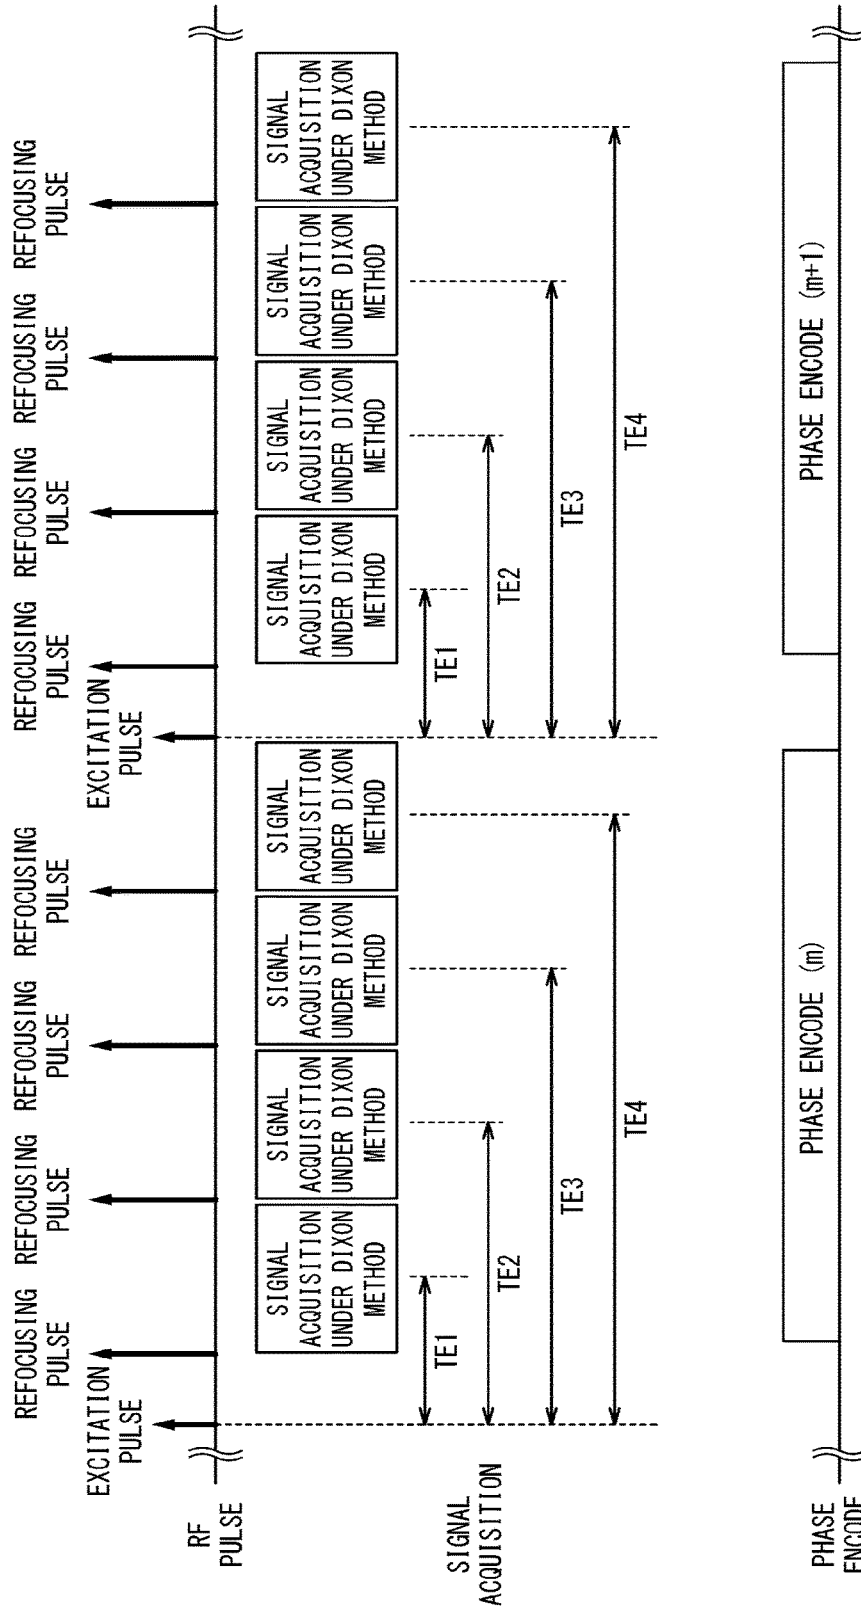 REFOCUSING
PULSE
REFOCUSING
PULSE
REFOCUSING
PULSE
REFOCUSING
PULSE
REFOCUSING
PULSE
REFOCUSING
PULSE
REFOCUSING
PULSE
REFOCUSING
PULSE
EXCITATION
PULSE
EXCITATION
PULSE
RF
PULSE
SIGNAL
ACQUISITION
UNDER DIXON
METHOD
SIGNAL
ACQUISITION
UNDER DIXON
METHOD
SIGNAL
ACQUISITION
UNDER DIXON
METHOD
SIGNAL
ACQUISITION
UNDER DIXON
METHOD
SIGNAL
ACQUISITION
UNDER DIXON
METHOD
SIGNAL
ACQUISITION
UNDER DIXON
METHOD
SIGNAL
ACQUISITION
UNDER DIXON
METHOD
SIGNAL
ACQUISITION
UNDER DIXON
METHOD
SIGNAL
ACQUISITION
TE1
TE2
TE3
TE4
TE1
TE2
TE3
TE4
PHASE
ENCODE
PHASE ENCODE (m)
PHASE ENCODE (m+1)